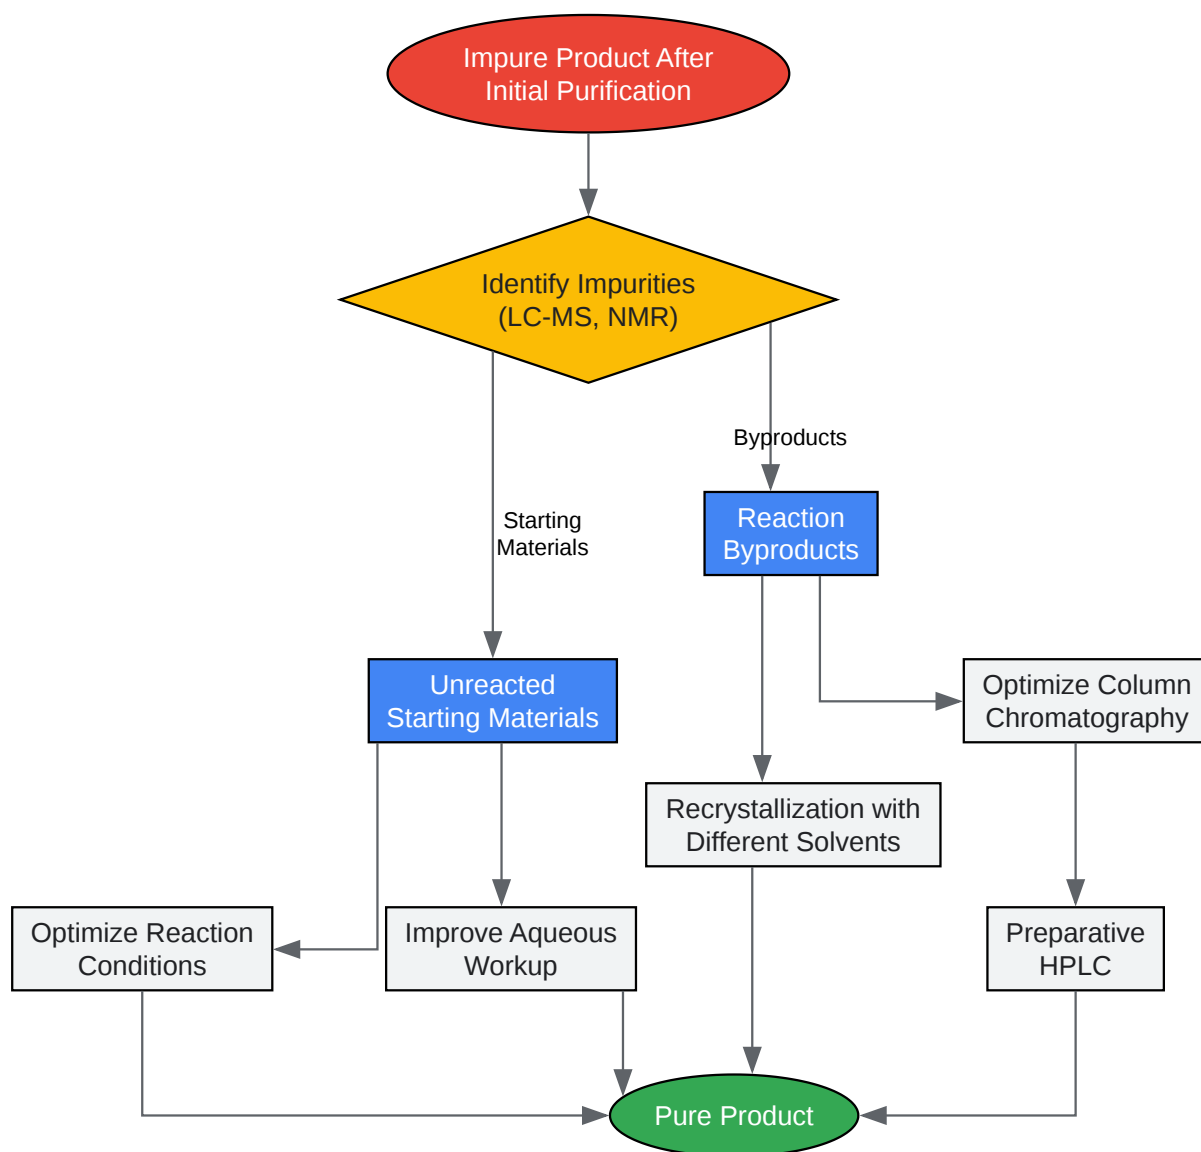 Impure Product After
Initial Purification
Identify Impurities
(LC-MS, NMR)
Byproducts
Starting
Materials
Reaction
Byproducts
Unreacted
Starting Materials
Optimize Column
Chromatography
Recrystallization with
Different Solvents
Optimize Reaction
Conditions
Improve Aqueous
Workup
Preparative
HPLC
Pure Product